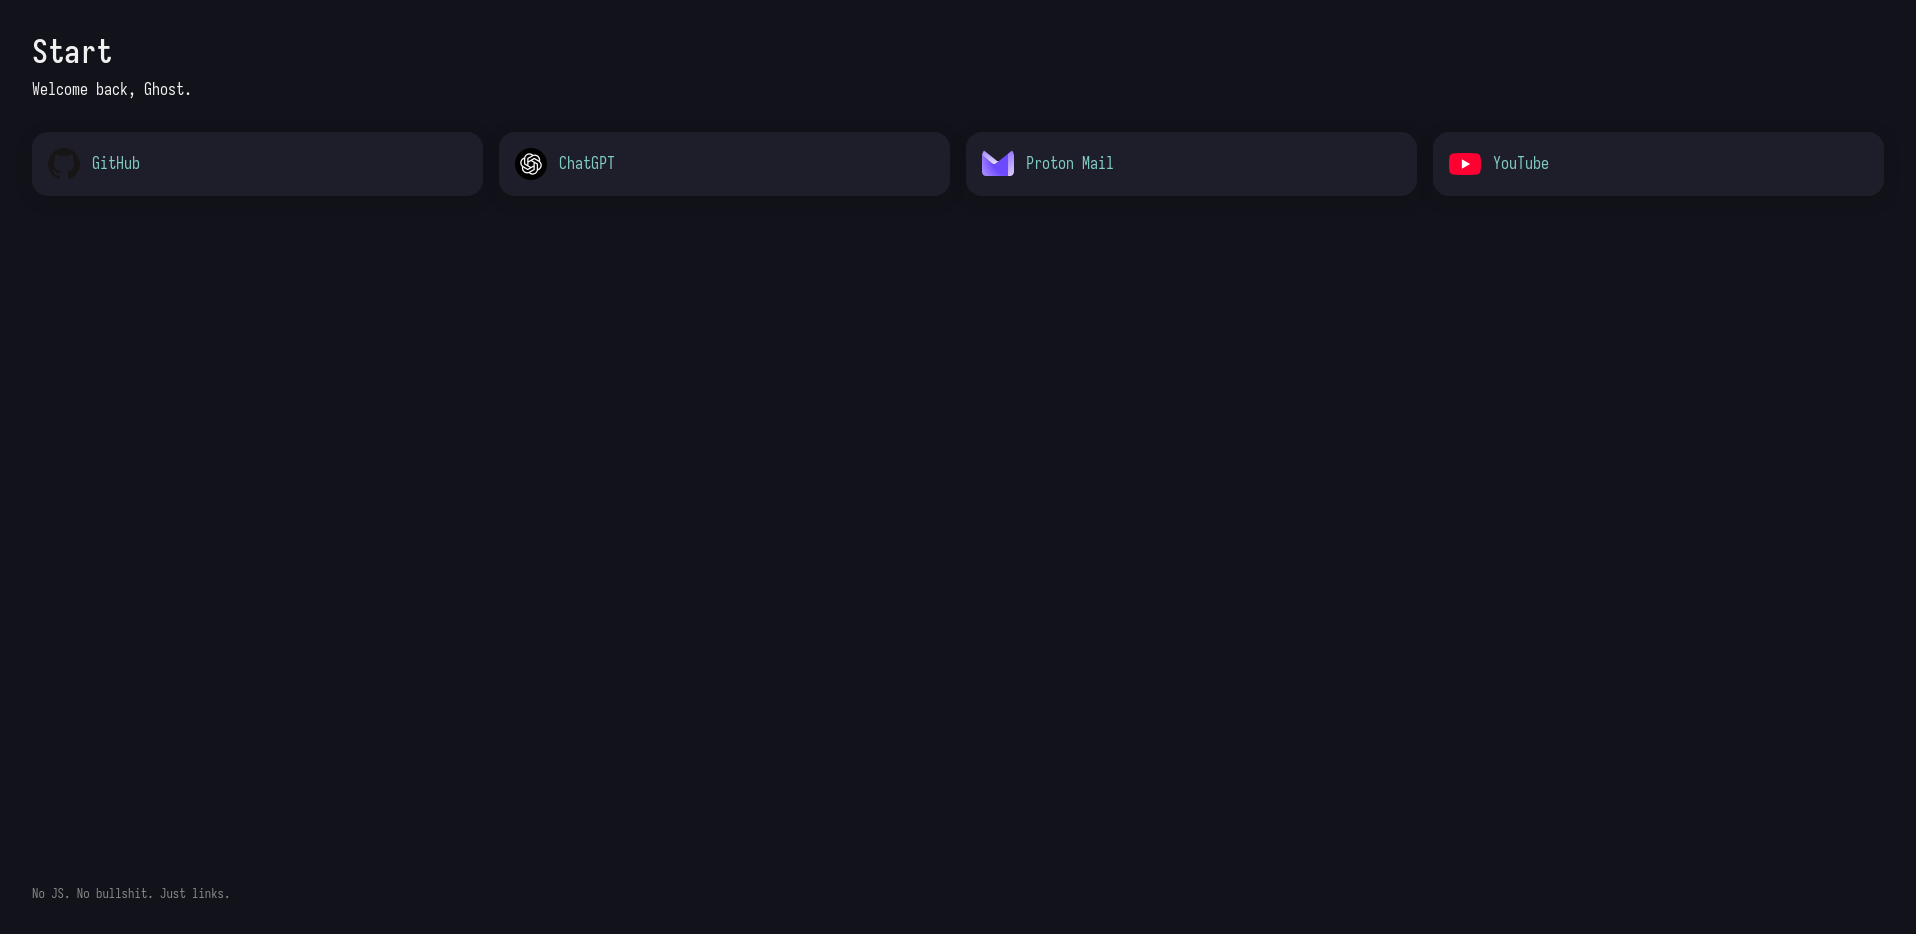 Start
Welcome back, Ghost.
GitHub
ChatGPT
Proton Mail
YouTube
No JS. No bullshit. Just links.